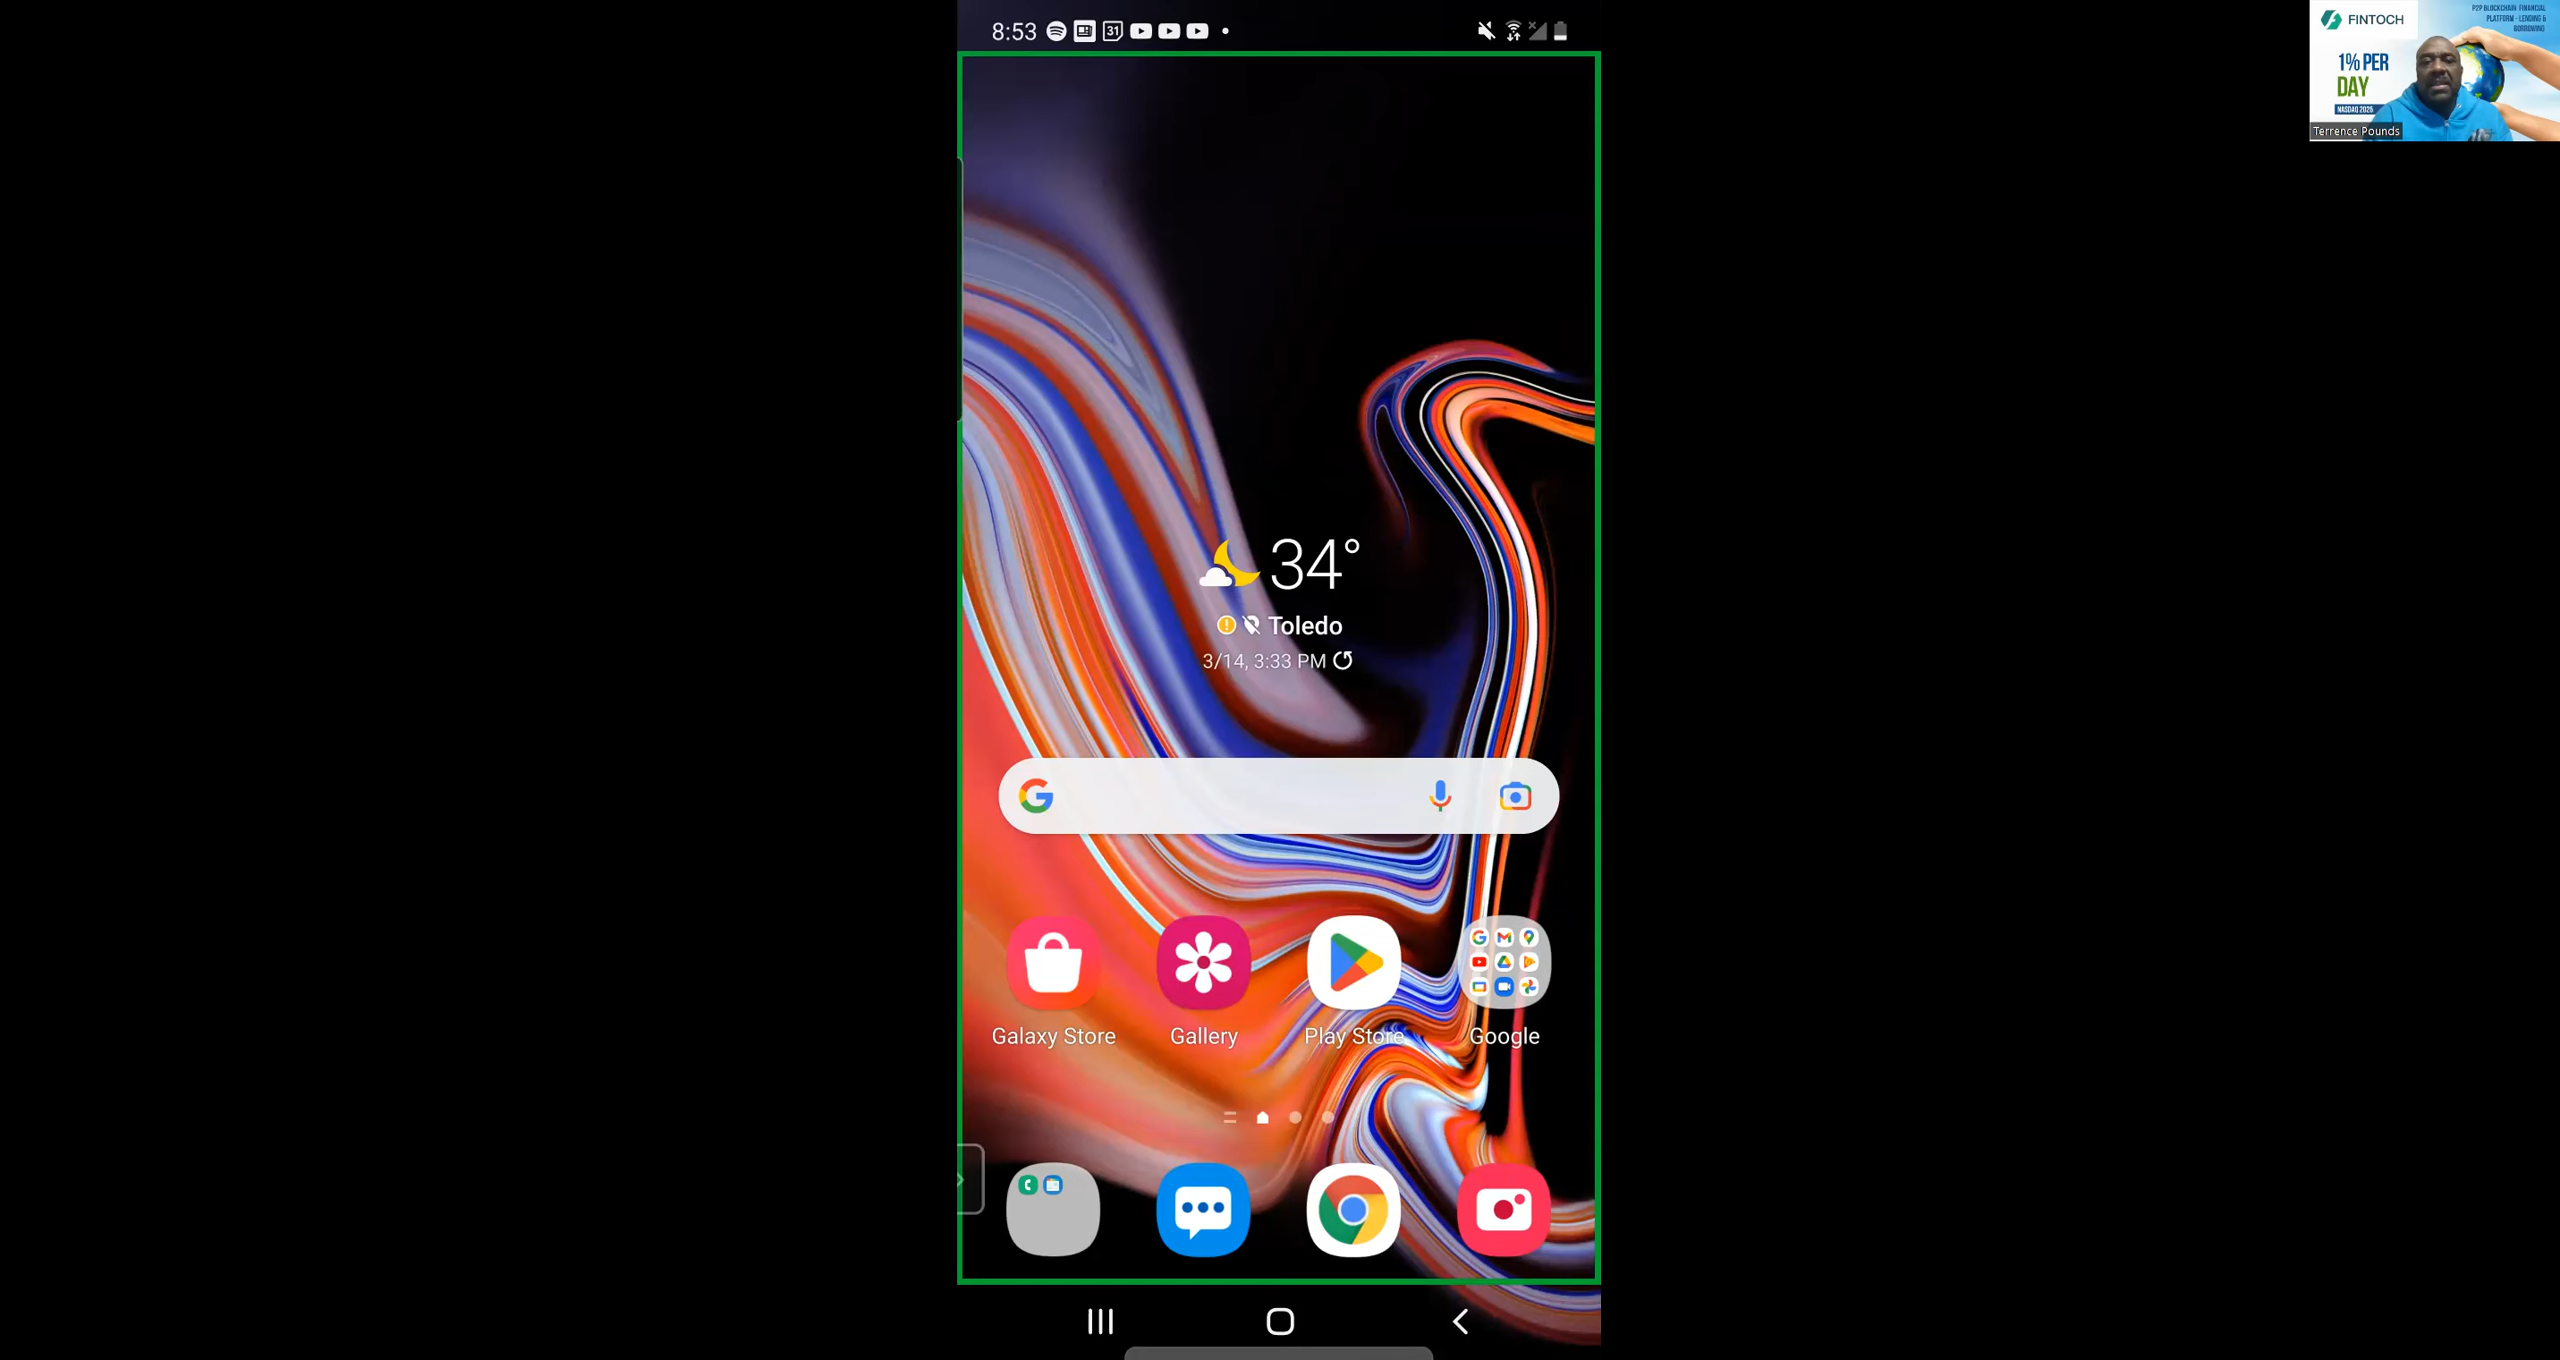 8:53
31
34°
Toledo
3/14, 3:33 PM
Galaxy Store
Gallery
Play Store
Google
FINTOCH
P2P BLOCKCHAIN FINANCIAL
PLATFORM - LENDING &
BORROWING
1% PER
DAY
NASDAQ 2025
Terrence Pounds